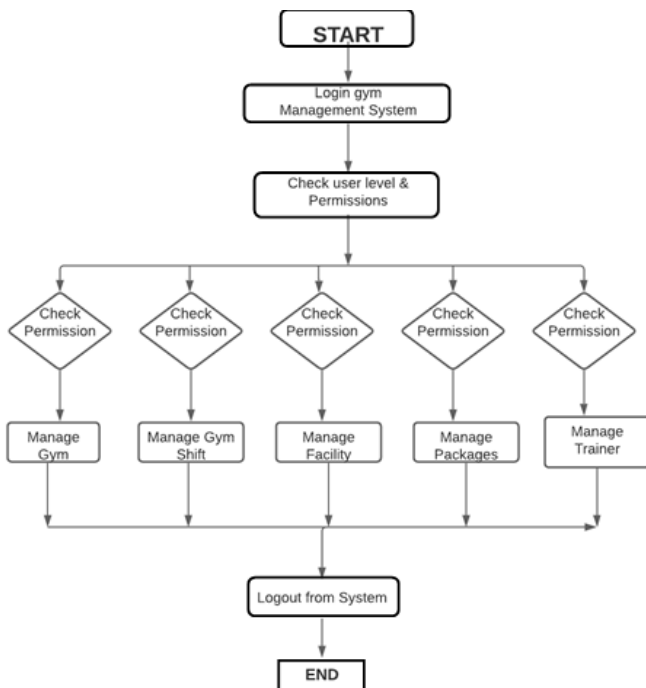 START
Login gym
Management System
Check user level &
Permissions
Check
Permission
Check
Permission
Check
Permission
Check
Permission
Check
Permission
Manage
Gym
Manage Gym
Shift
Manage
Facility
Manage
Packages
Manage
Trainer
Logout from System
END